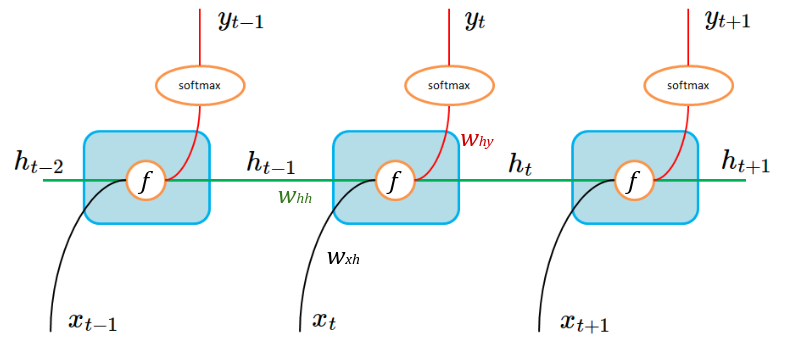 y_{t−1}
y_t
y_{t+1}
softmax
softmax
softmax
h_{t−2}
f
h_{t−1}
w_{hh}
f
w_{hy}
h_t
f
h_{t+1}
w_{xh}
x_{t−1}
x_t
x_{t+1}